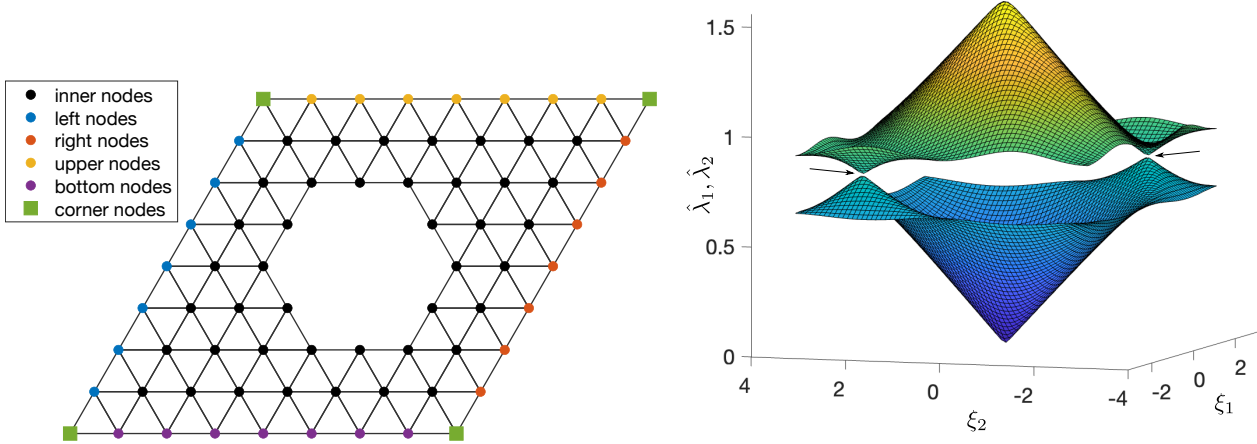 inner nodes
left nodes
right nodes
upper nodes
bottom nodes
corner nodes
1.5
1
0.5
0
4
2
0
-2
-4
-2
0
2
λ̂₁, λ̂₂
ξ₂
ξ₁